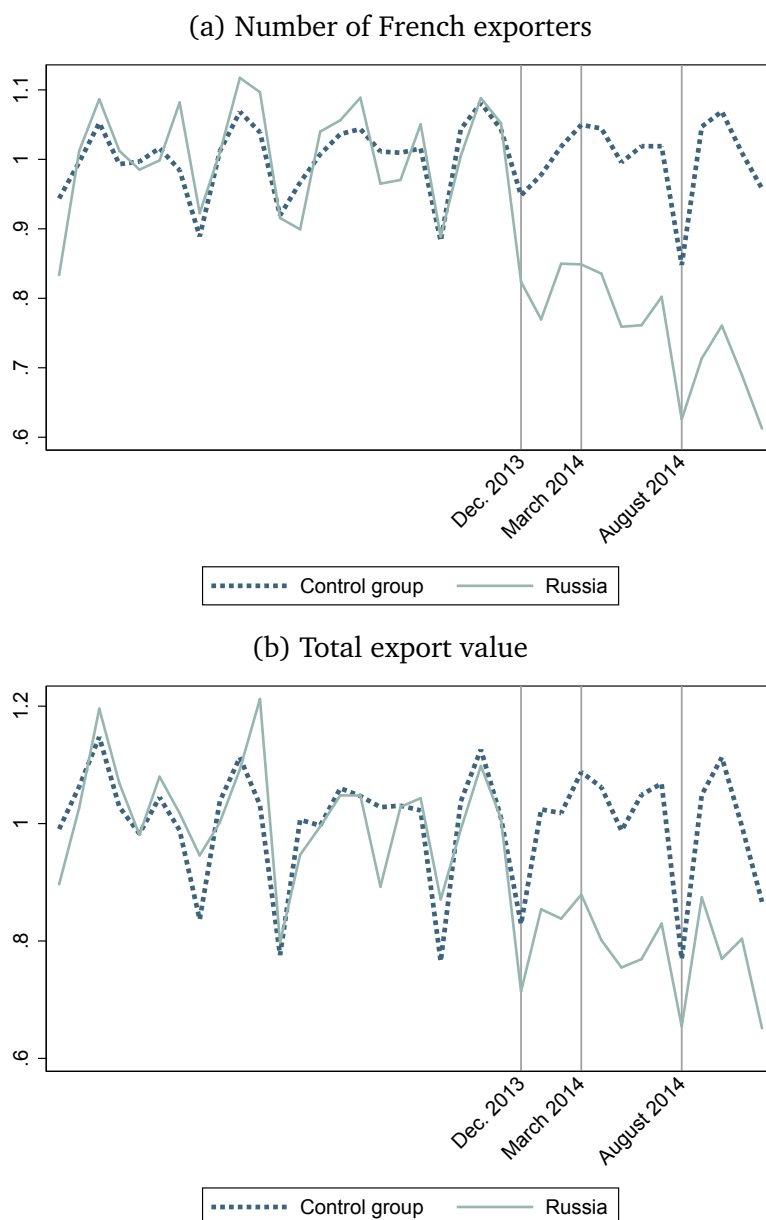 (a) Number of French exporters
1.1
1
.9
.8
.7
.6
Dec. 2013
March 2014
August 2014
Control group
Russia
(b) Total export value
1.2
1
.8
.6
Dec. 2013
March 2014
August 2014
Control group
Russia